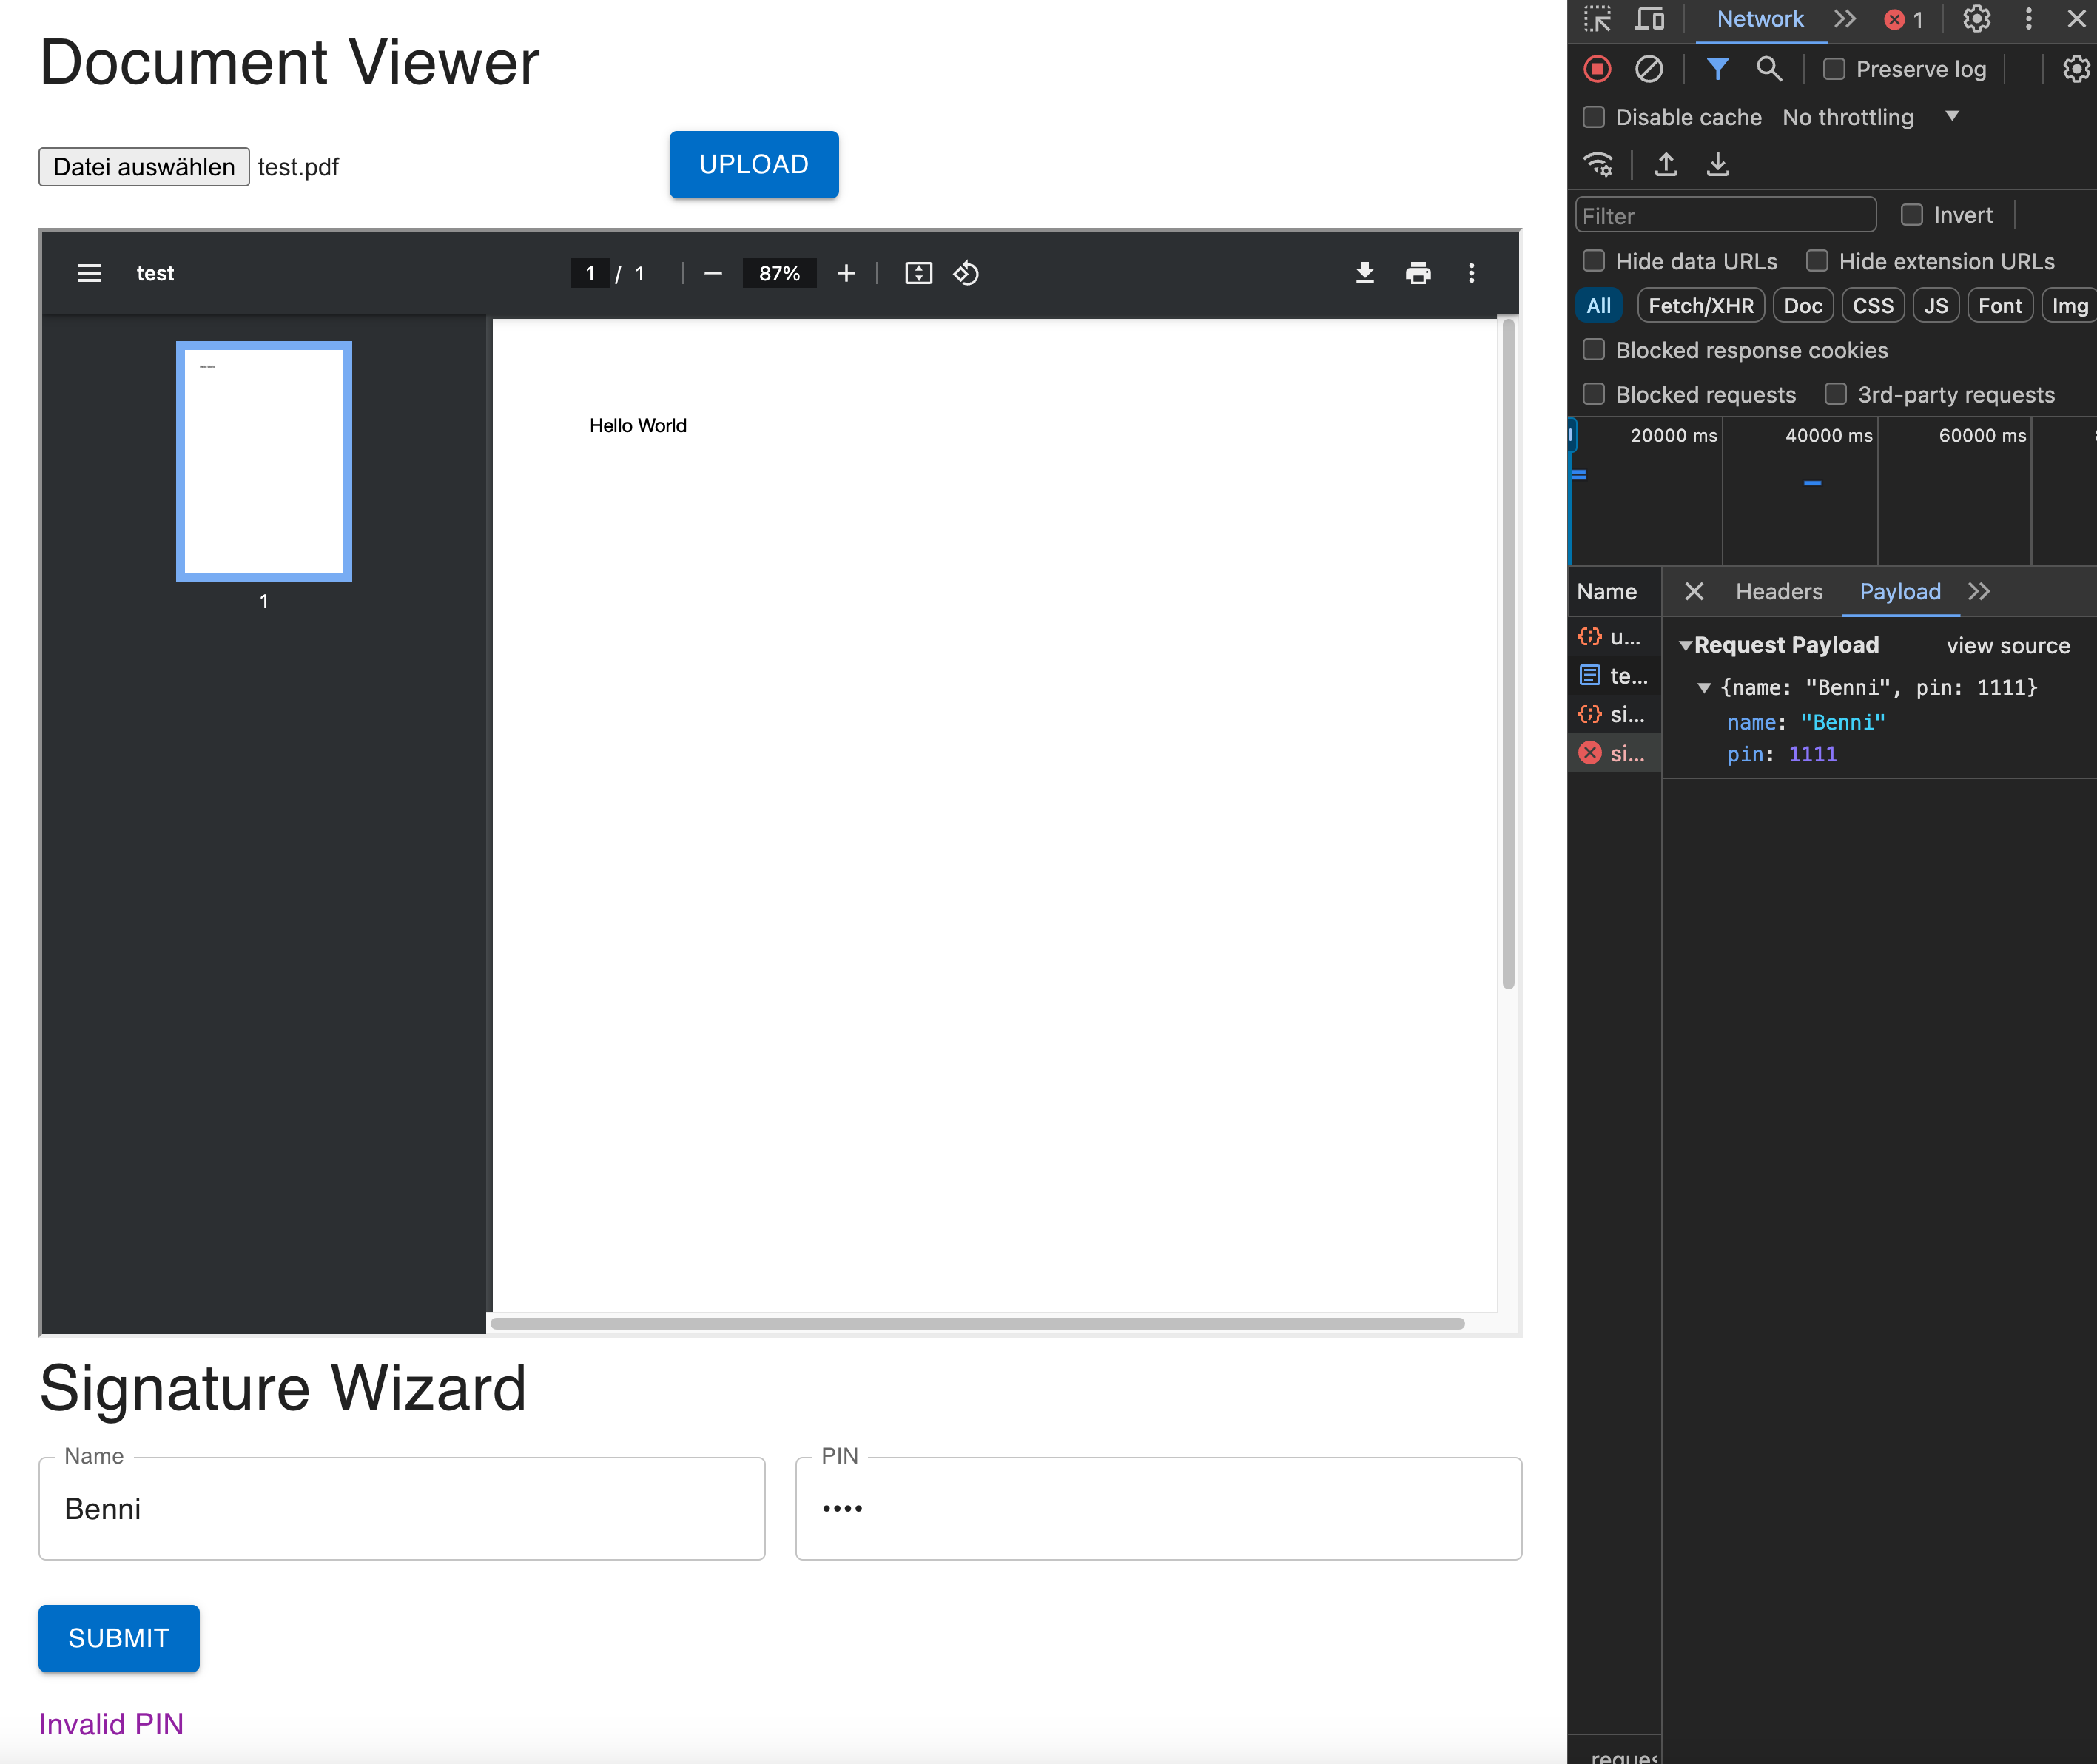 Document Viewer
Datei auswählen test.pdf
UPLOAD
test
1 / 1
87%
1
Hello World
Signature Wizard
Name
Benni
PIN
••••
SUBMIT
Invalid PIN
Network
1
Preserve log
Disable cache No throttling
Filter
Invert
Hide data URLs Hide extension URLs
All Fetch/XHR Doc CSS JS Font Img
Blocked response cookies
Blocked requests 3rd-party requests
20000 ms 40000 ms 60000 ms
Name
Headers Payload
u...
te...
si...
si...
Request Payload view source
{name: "Benni", pin: 1111}
name: "Benni"
pin: 1111